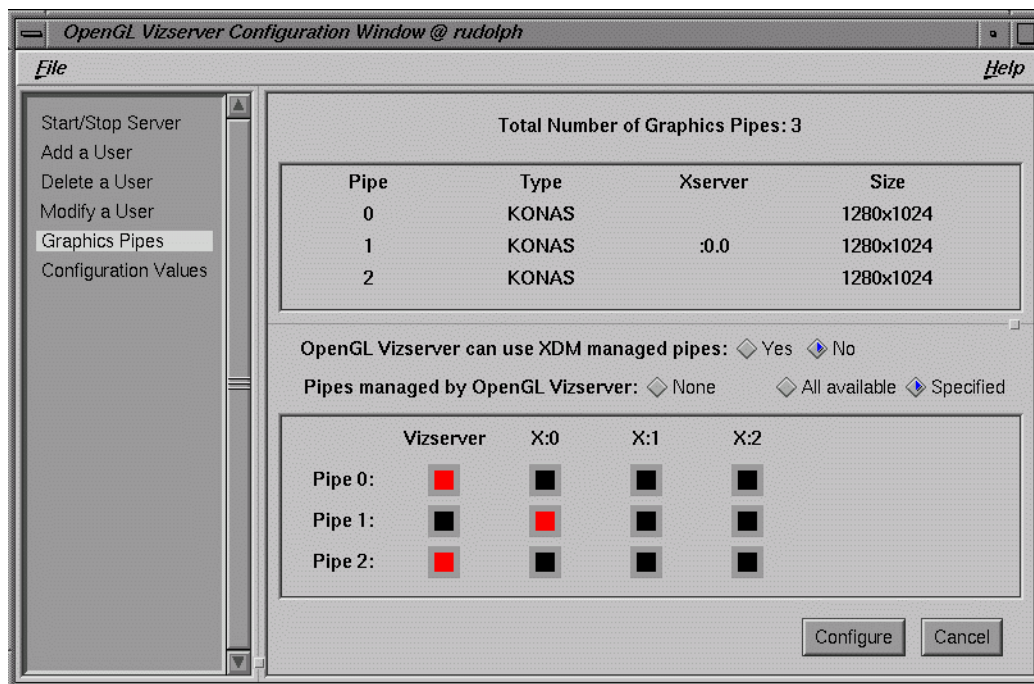 OpenGL Vizserver Configuration Window @ rudolph
File Help
Start/Stop Server
Add a User
Delete a User
Modify a User
Graphics Pipes
Configuration Values
Total Number of Graphics Pipes: 3
Pipe Type Xserver Size
0 KONAS 1280x1024
1 KONAS :0.0 1280x1024
2 KONAS 1280x1024
OpenGL Vizserver can use XDM managed pipes: Yes No
Pipes managed by OpenGL Vizserver: None All available Specified
Vizserver X:0 X:1 X:2
Pipe 0:
Pipe 1:
Pipe 2:
Configure Cancel